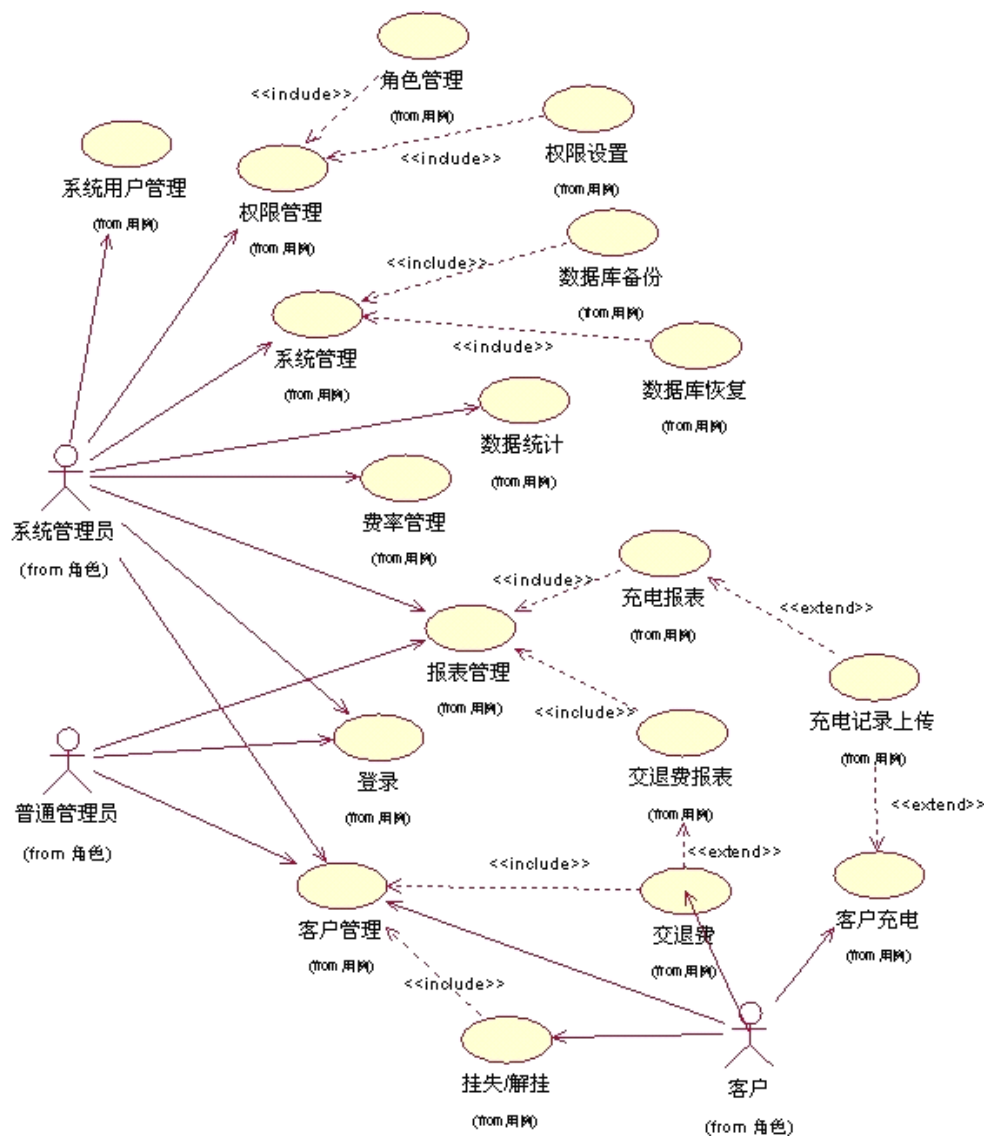 角色管理
(from 用例)
<<include>>
权限设置
(from 用例)
<<include>>
系统用户管理
(from 用例)
权限管理
(from 用例)
<<include>>
数据库备份
(from 用例)
系统管理
(from 用例)
<<include>>
数据库恢复
(from 用例)
数据统计
(from 用例)
费率管理
(from 用例)
系统管理员
(from 角色)
<<include>>
充电报表
(from 用例)
<<extend>>
报表管理
(from 用例)
<<include>>
充电记录上传
(from 用例)
登录
(from 用例)
交退费报表
(from 用例)
普通管理员
(from 角色)
<<extend>>
<<extend>>
<<include>>
客户管理
(from 用例)
交退费
(from 用例)
客户充电
(from 用例)
<<include>>
挂失/解挂
(from 用例)
客户
(from 角色)